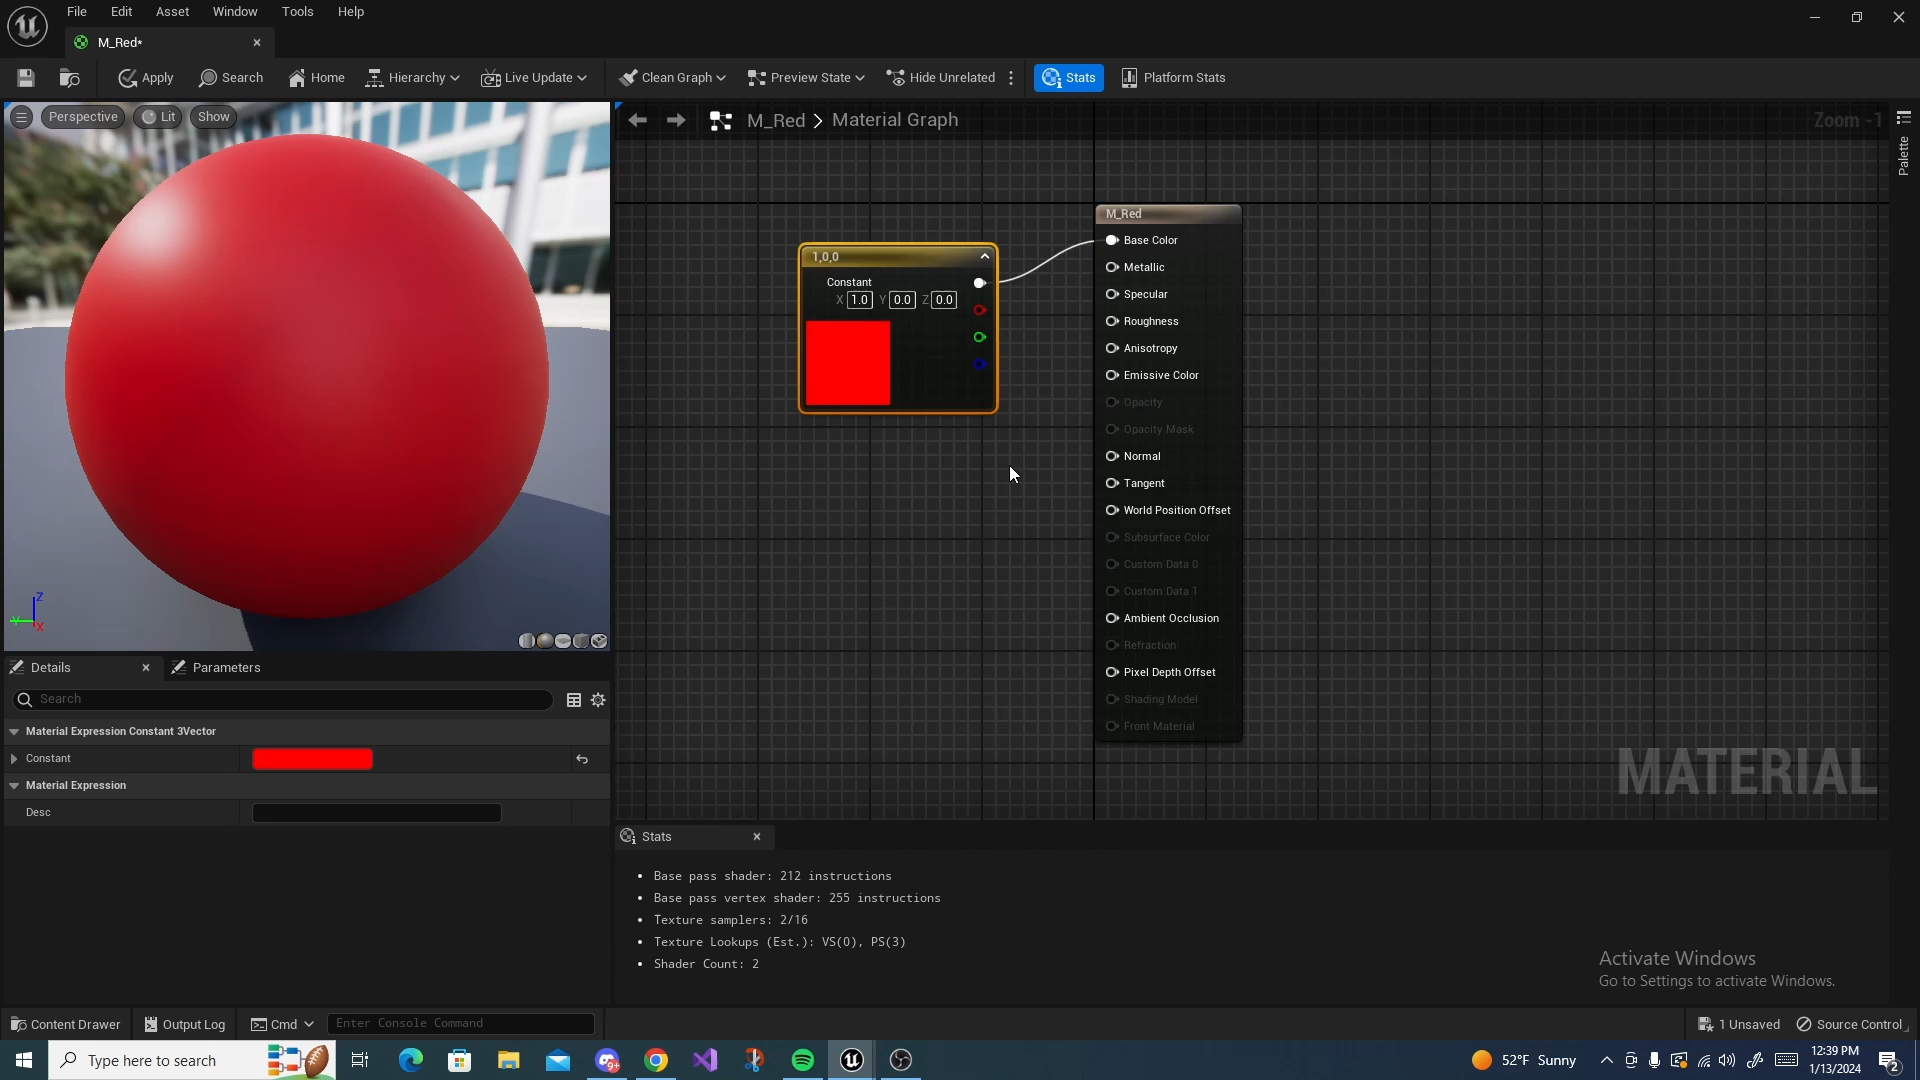 File Edit Asset Window Tools Help
M_Red*
Apply Search Home Hierarchy Live Update Clean Graph Preview State Hide Unrelated Stats Platform Stats
Perspective Lit Show
M_Red > Material Graph
Zoom -1
Palette
M_Red
Base Color
1,0,0
Metallic
Constant
Specular
X 1.0 Y 0.0 Z 0.0
Roughness
Anisotropy
Emissive Color
Opacity
Opacity Mask
Normal
Tangent
World Position Offset
Subsurface Color
Custom Data 0
Custom Data 1
Ambient Occlusion
Refraction
Pixel Depth Offset
Shading Model
Front Material
MATERIAL
Z
Y
X
Details Parameters
Search
Material Expression Constant 3Vector
Constant
Material Expression
Desc
Stats
Base pass shader: 212 instructions
Base pass vertex shader: 255 instructions
Texture samplers: 2/16
Texture Lookups (Est.): VS(0), PS(3)
Shader Count: 2
Activate Windows
Go to Settings to activate Windows.
Content Drawer Output Log Cmd Enter Console Command 1 Unsaved Source Control
Type here to search
9+
52°F Sunny
12:39 PM
1/13/2024
2